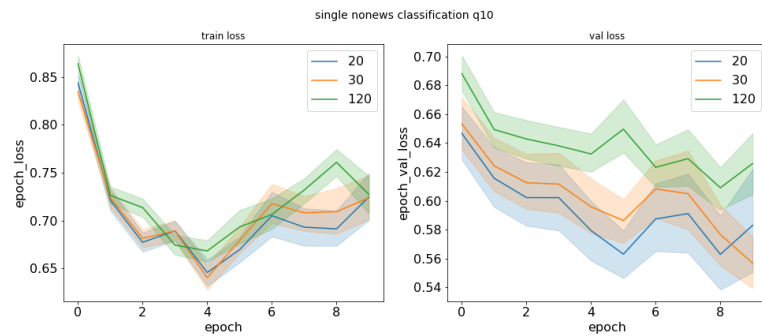 single nonews classification q10
train loss
val loss
0.85
0.80
0.75
0.70
0.65
epoch_loss
0 2 4 6 8
epoch
20
30
120
0.70
0.68
0.66
0.64
0.62
0.60
0.58
0.56
0.54
epoch_val_loss
0 2 4 6 8
epoch
20
30
120